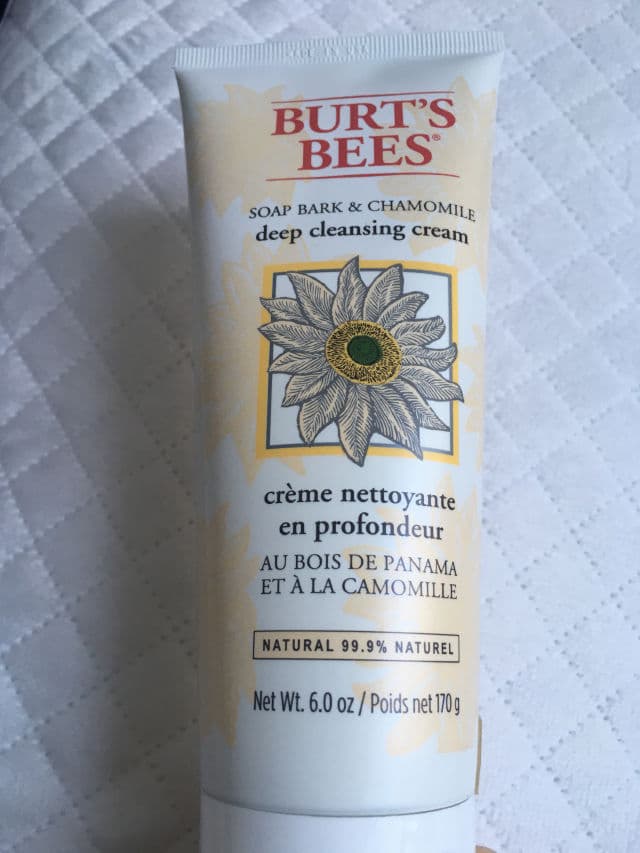 BURT'S
BEES®
SOAP BARK & CHAMOMILE
deep cleansing cream
crème nettoyante
en profondeur
AU BOIS DE PANAMA
ET À LA CAMOMILLE
NATURAL 99.9% NATUREL
Net Wt. 6.0 oz / Poids net 170 g